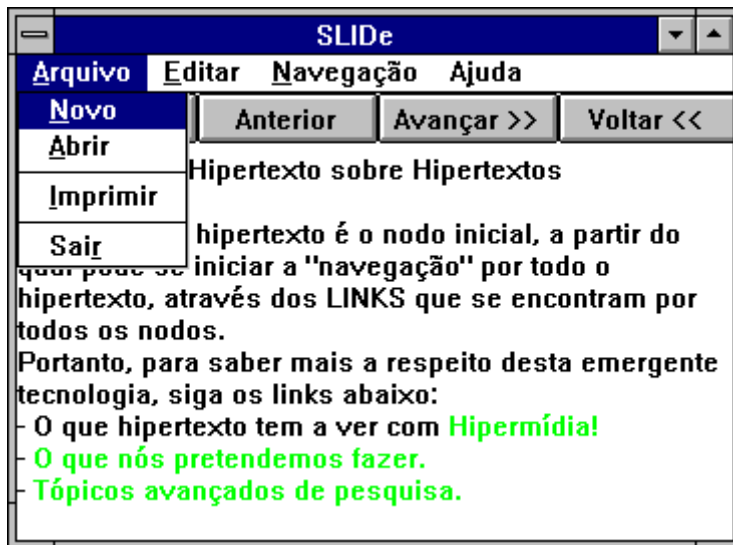 SLIDe
Arquivo Editar Navegação Ajuda
Novo
Abrir
Imprimir
Sair
Anterior Avançar >> Voltar <<
Hipertexto sobre Hipertextos
hipertexto é o nodo inicial, a partir do
qual pode-se iniciar a "navegação" por todo o
hipertexto, através dos LINKS que se encontram por
todos os nodos.
Portanto, para saber mais a respeito desta emergente
tecnologia, siga os links abaixo:
- O que hipertexto tem a ver com Hipermídia!
- O que nós pretendemos fazer.
- Tópicos avançados de pesquisa.